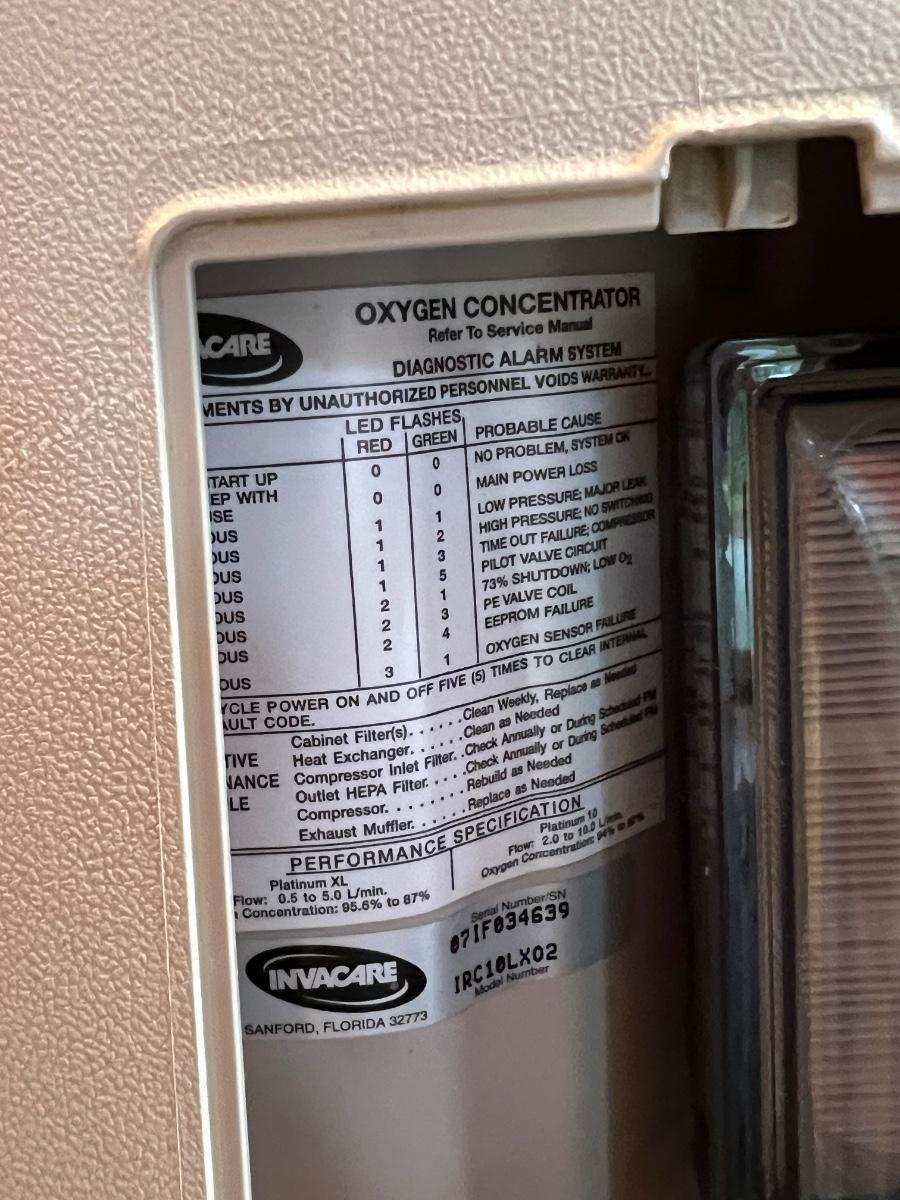 CARE
OXYGEN CONCENTRATOR
Refer To Service Manual
DIAGNOSTIC ALARM SYSTEM
MENTS BY UNAUTHORIZED PERSONNEL VOIDS WARRANTY..
LED FLASHES
RED GREEN PROBABLE CAUSE
TART UP 0 0 NO PROBLEM, SYSTEM OK
EP WITH 0 0 MAIN POWER LOSS
SE
OUS 1 1 LOW PRESSURE; MAJOR LEAK
OUS 1 2 HIGH PRESSURE; NO SWITCHING
OUS 1 3 TIME OUT FAILURE; COMPRESSOR
OUS 1 5 PILOT VALVE CIRCUIT
OUS 2 1 73% SHUTDOWN; LOW O2
OUS 2 3 PE VALVE COIL
OUS 2 4 EEPROM FAILURE
OUS 3 1 OXYGEN SENSOR FAILURE
YCLE POWER ON AND OFF FIVE (5) TIMES TO CLEAR INTERNAL
AULT CODE.
TIVE
NANCE
LE
Cabinet Filter(s)......Clean Weekly, Replace as Needed
Heat Exchanger......Clean as Needed
Compressor Inlet Filter..Check Annually or During Scheduled PM
Outlet HEPA Filter.....Check Annually or During Scheduled PM
Compressor........Rebuild as Needed
Exhaust Muffler......Replace as Needed
PERFORMANCE SPECIFICATION
Platinum XL
Flow: 0.5 to 5.0 L/min.
Concentration: 95.6% to 87%
Platinum 10
Flow: 2.0 to 10.0 L/min.
Oxygen Concentration: 94% to 87%
Serial Number/SN
07IF034639
INVACARE
IRC10LXO2
Model Number
SANFORD, FLORIDA 32773